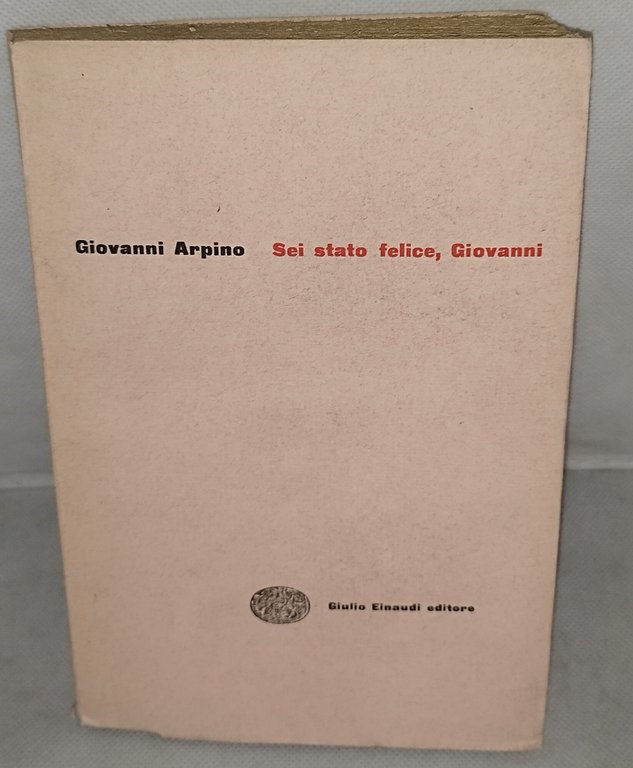 Giovanni Arpino Sei stato felice, Giovanni
Giulio Einaudi editore